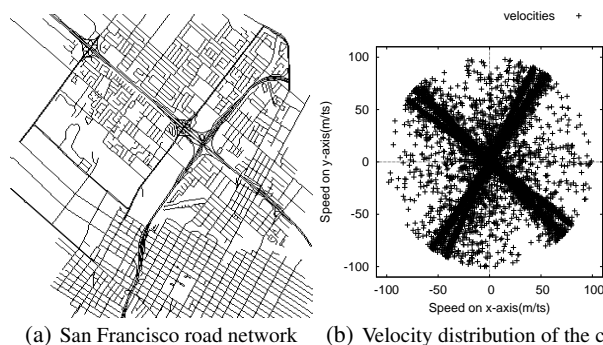 velocities +
100
50
0
-50
-100
Speed on y-axis(m/ts)
-100 -50 0 50 100
Speed on x-axis(m/ts)
(a) San Francisco road network (b) Velocity distribution of the c